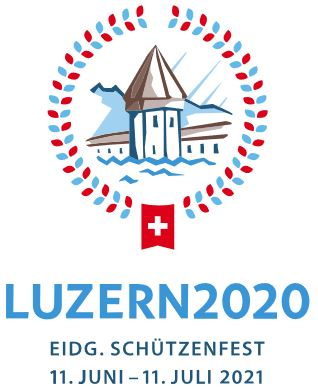 LUZERN2020
EIDG. SCHÜTZENFEST
11. JUNI – 11. JULI 2021